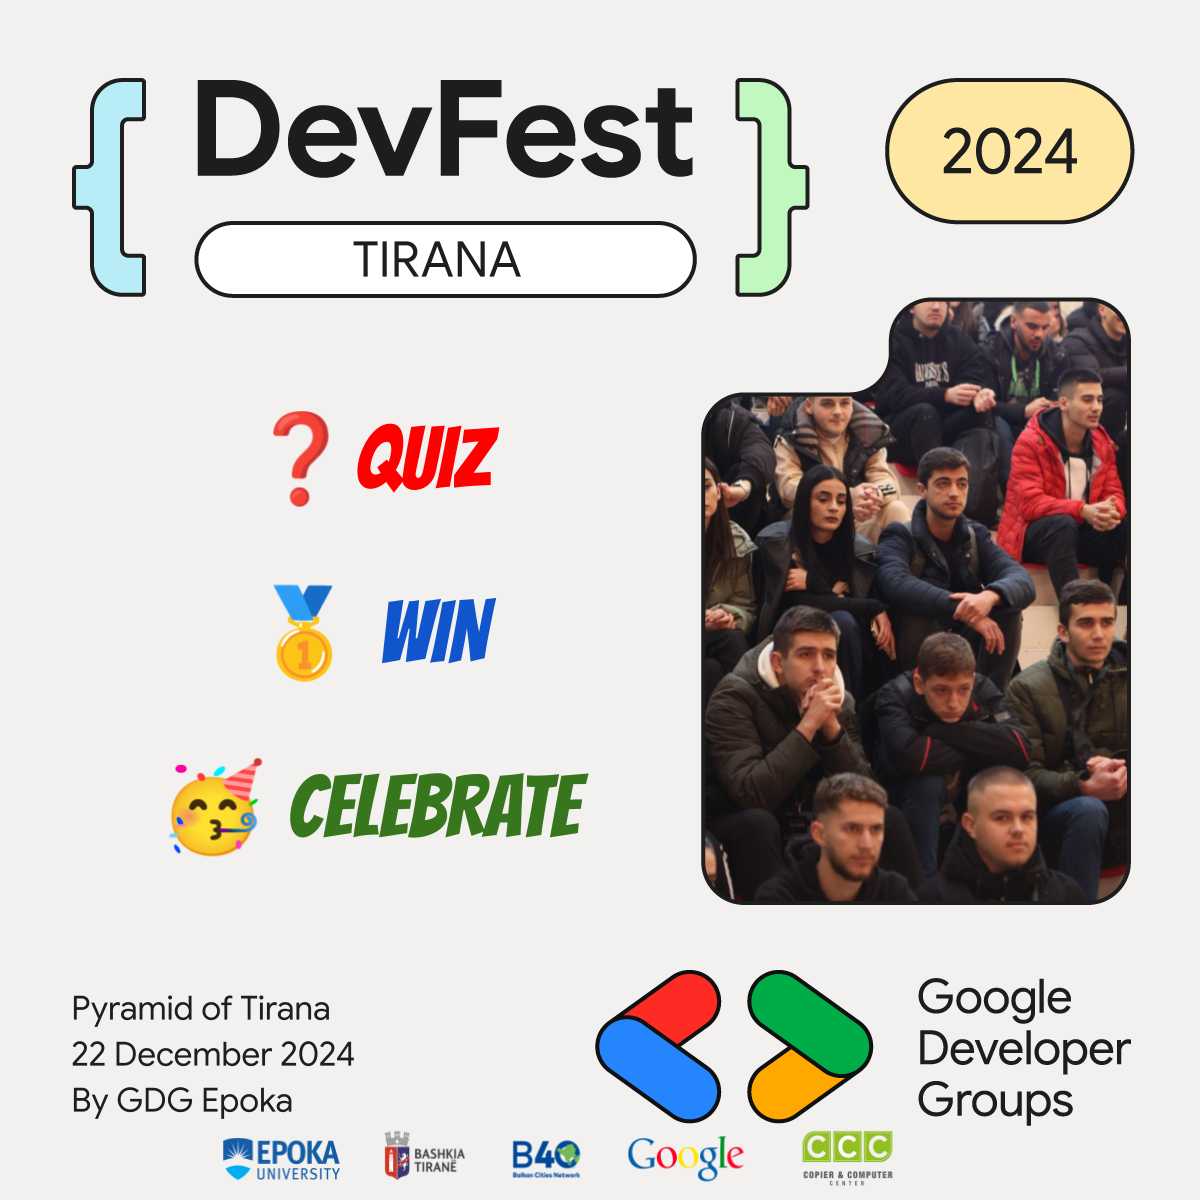 DevFest
2024
TIRANA
QUIZ
1
WIN
CELEBRATE
Pyramid of Tirana
22 December 2024
By GDG Epoka
Google
Developer
Groups
EPOKA
UNIVERSITY
BASHKIA
TIRANË
B40
Balkan Cities Network
Google
CCC
COPIER & COMPUTER
CENTER